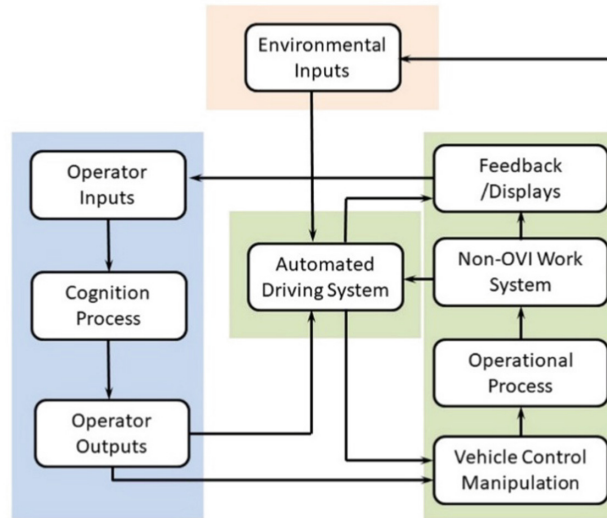 Environmental
Inputs
Operator
Inputs
Feedback
/Displays
Automated
Driving System
Non-OVI Work
System
Cognition
Process
Operational
Process
Operator
Outputs
Vehicle Control
Manipulation